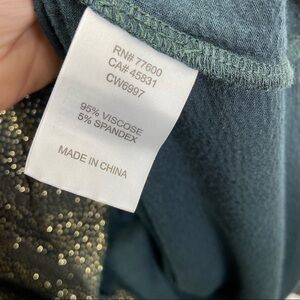 RN# 77600
CA# 45831
CW6997
95% VISCOSE
5% SPANDEX
MADE IN CHINA